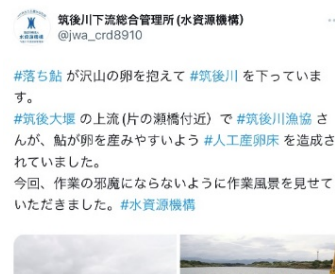 筑後川下流総合管理所 (水資源機構)
@jwa_crd8910
#落ち鮎 が沢山の卵を抱えて #筑後川 を下っていま
す。
#筑後大堰 の上流 (片の瀬橋付近）で #筑後川漁協 さ
んが、鮎が卵を産みやすいよう #人工産卵床 を造成さ
れていました。
今回、作業の邪魔にならないように作業風景を見せて
いただきました。#水資源機構